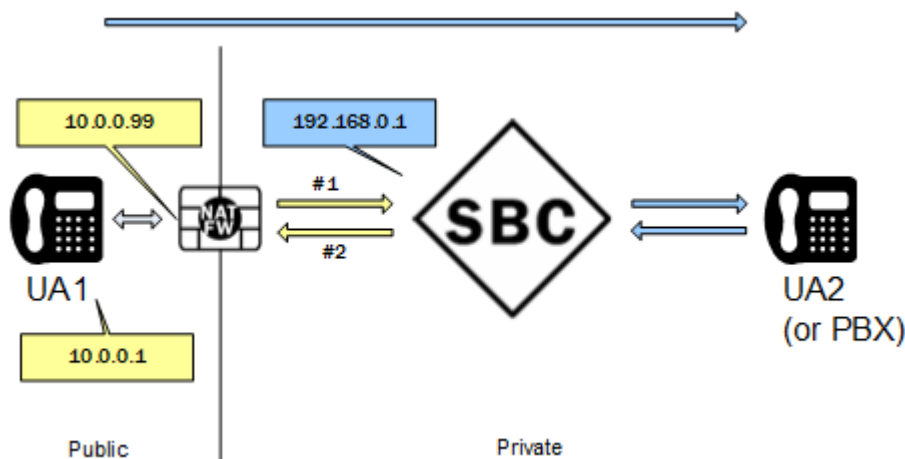 10.0.0.99
192.168.0.1
#1
NAT
FW
SBC
#2
UA1
UA2
(or PBX)
10.0.0.1
Public
Private